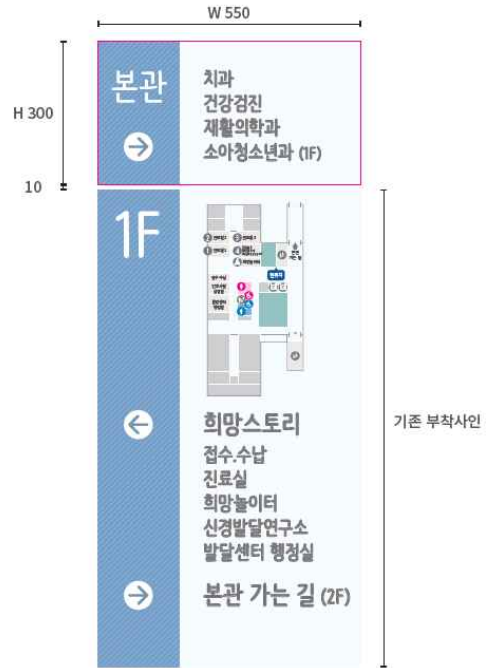 W 550
H 300
본관
치과
건강검진
재활의학과
소아청소년과 (1F)
10
1F
기존 부착사인
희망스토리
접수.수납
진료실
희망놀이터
신경발달연구소
발달센터 행정실
본관 가는 길 (2F)